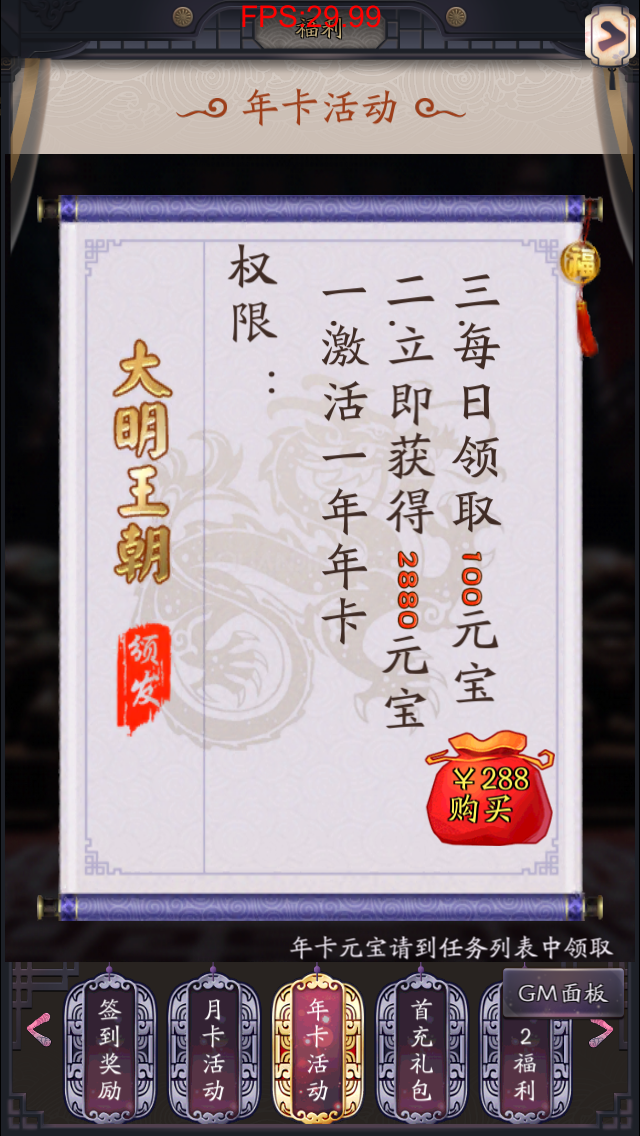 FPS:29.99
福利
年卡活动
福
大明王朝
颁发
权限：
一.激活一年年卡
二.立即获得2880元宝
三.每日领取100元宝
￥288
购买
年卡元宝请到任务列表中领取
GM面板
签到奖励
月卡活动
年卡活动
首充礼包
2福利